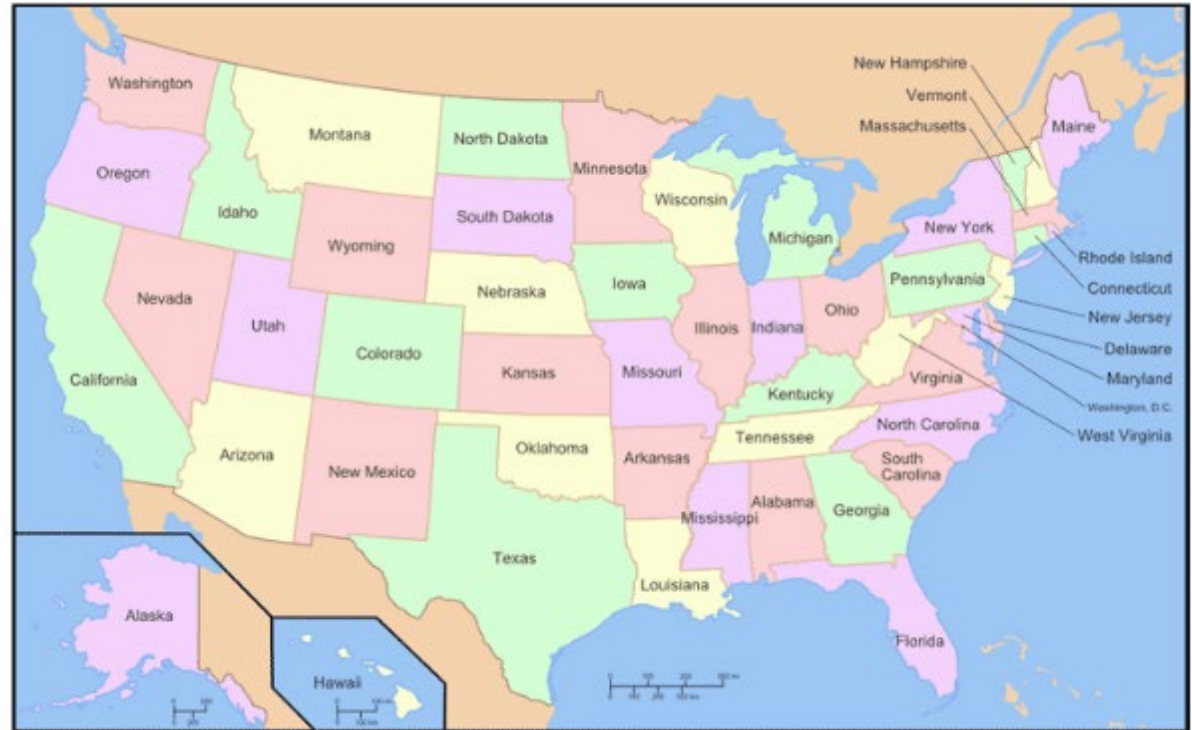 New Hampshire
Vermont
Massachusetts
Washington
Montana
North Dakota
Minnesota
Maine
Oregon
Idaho
Wyoming
South Dakota
Wisconsin
Michigan
New York
Rhode Island
Connecticut
New Jersey
Delaware
Maryland
Washington, D.C.
West Virginia
Nevada
Utah
Colorado
Nebraska
Iowa
Illinois
Indiana
Ohio
Pennsylvania
California
Kansas
Missouri
Kentucky
Virginia
Arizona
New Mexico
Oklahoma
Arkansas
Tennessee
North Carolina
South
Carolina
Texas
Louisiana
Mississippi
Alabama
Georgia
Florida
Alaska
Hawaii